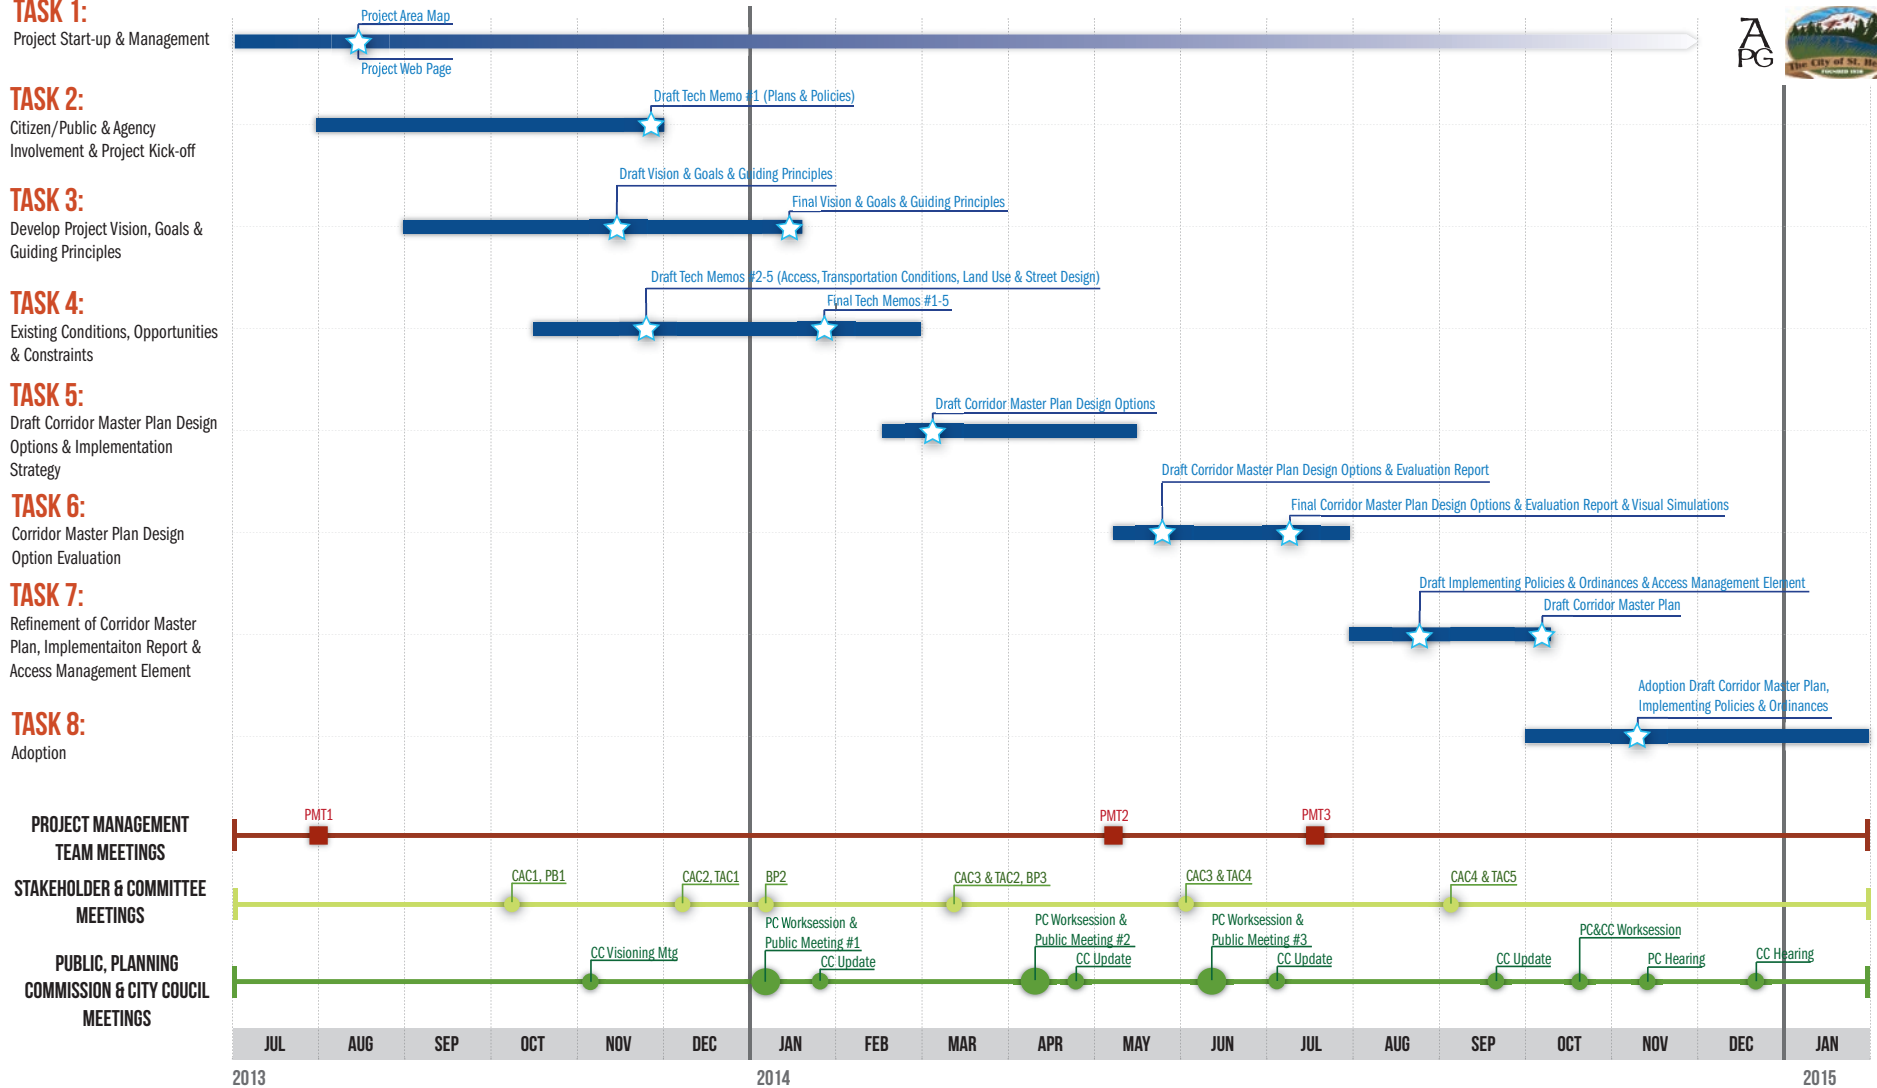 TASK 1:
Project Start-up & Management
Project Area Map
Project Web Page
APG
The City of St. He
FOUNDED 1850
TASK 2:
Citizen/Public & Agency
Involvement & Project Kick-off
Draft Tech Memo #1 (Plans & Policies)
TASK 3:
Develop Project Vision, Goals &
Guiding Principles
Draft Vision & Goals & Guiding Principles
Final Vision & Goals & Guiding Principles
TASK 4:
Existing Conditions, Opportunities
& Constraints
Draft Tech Memos #2-5 (Access, Transportation Conditions, Land Use & Street Design)
Final Tech Memos #1-5
TASK 5:
Draft Corridor Master Plan Design
Options & Implementation
Strategy
Draft Corridor Master Plan Design Options
TASK 6:
Corridor Master Plan Design
Option Evaluation
Draft Corridor Master Plan Design Options & Evaluation Report
Final Corridor Master Plan Design Options & Evaluation Report & Visual Simulations
TASK 7:
Refinement of Corridor Master
Plan, Implementaiton Report &
Access Management Element
Draft Implementing Policies & Ordinances & Access Management Element
Draft Corridor Master Plan
TASK 8:
Adoption
Adoption Draft Corridor Master Plan,
Implementing Policies & Ordinances
PROJECT MANAGEMENT
TEAM MEETINGS
PMT1
PMT2
PMT3
STAKEHOLDER & COMMITTEE
MEETINGS
CAC1, PB1
CAC2, TAC1
BP2
CAC3 & TAC2, BP3
CAC3 & TAC4
CAC4 & TAC5
PUBLIC, PLANNING
COMMISSION & CITY COUCIL
MEETINGS
CC Visioning Mtg
PC Worksession &
Public Meeting #1
CC Update
PC Worksession &
Public Meeting #2
CC Update
PC Worksession &
Public Meeting #3
CC Update
CC Update
PC&CC Worksession
PC Hearing
CC Hearing
JUL AUG SEP OCT NOV DEC JAN FEB MAR APR MAY JUN JUL AUG SEP OCT NOV DEC JAN
2013 2014 2015